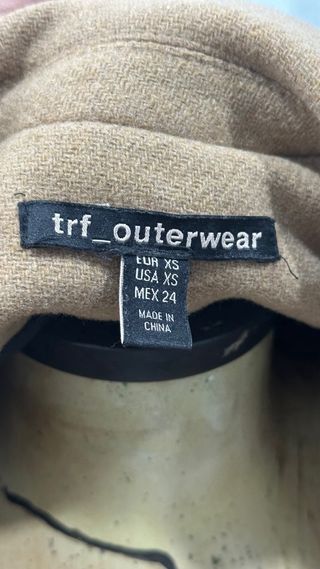 trf_outerwear
EUR XS
USA XS
MEX 24
MADE IN
CHINA